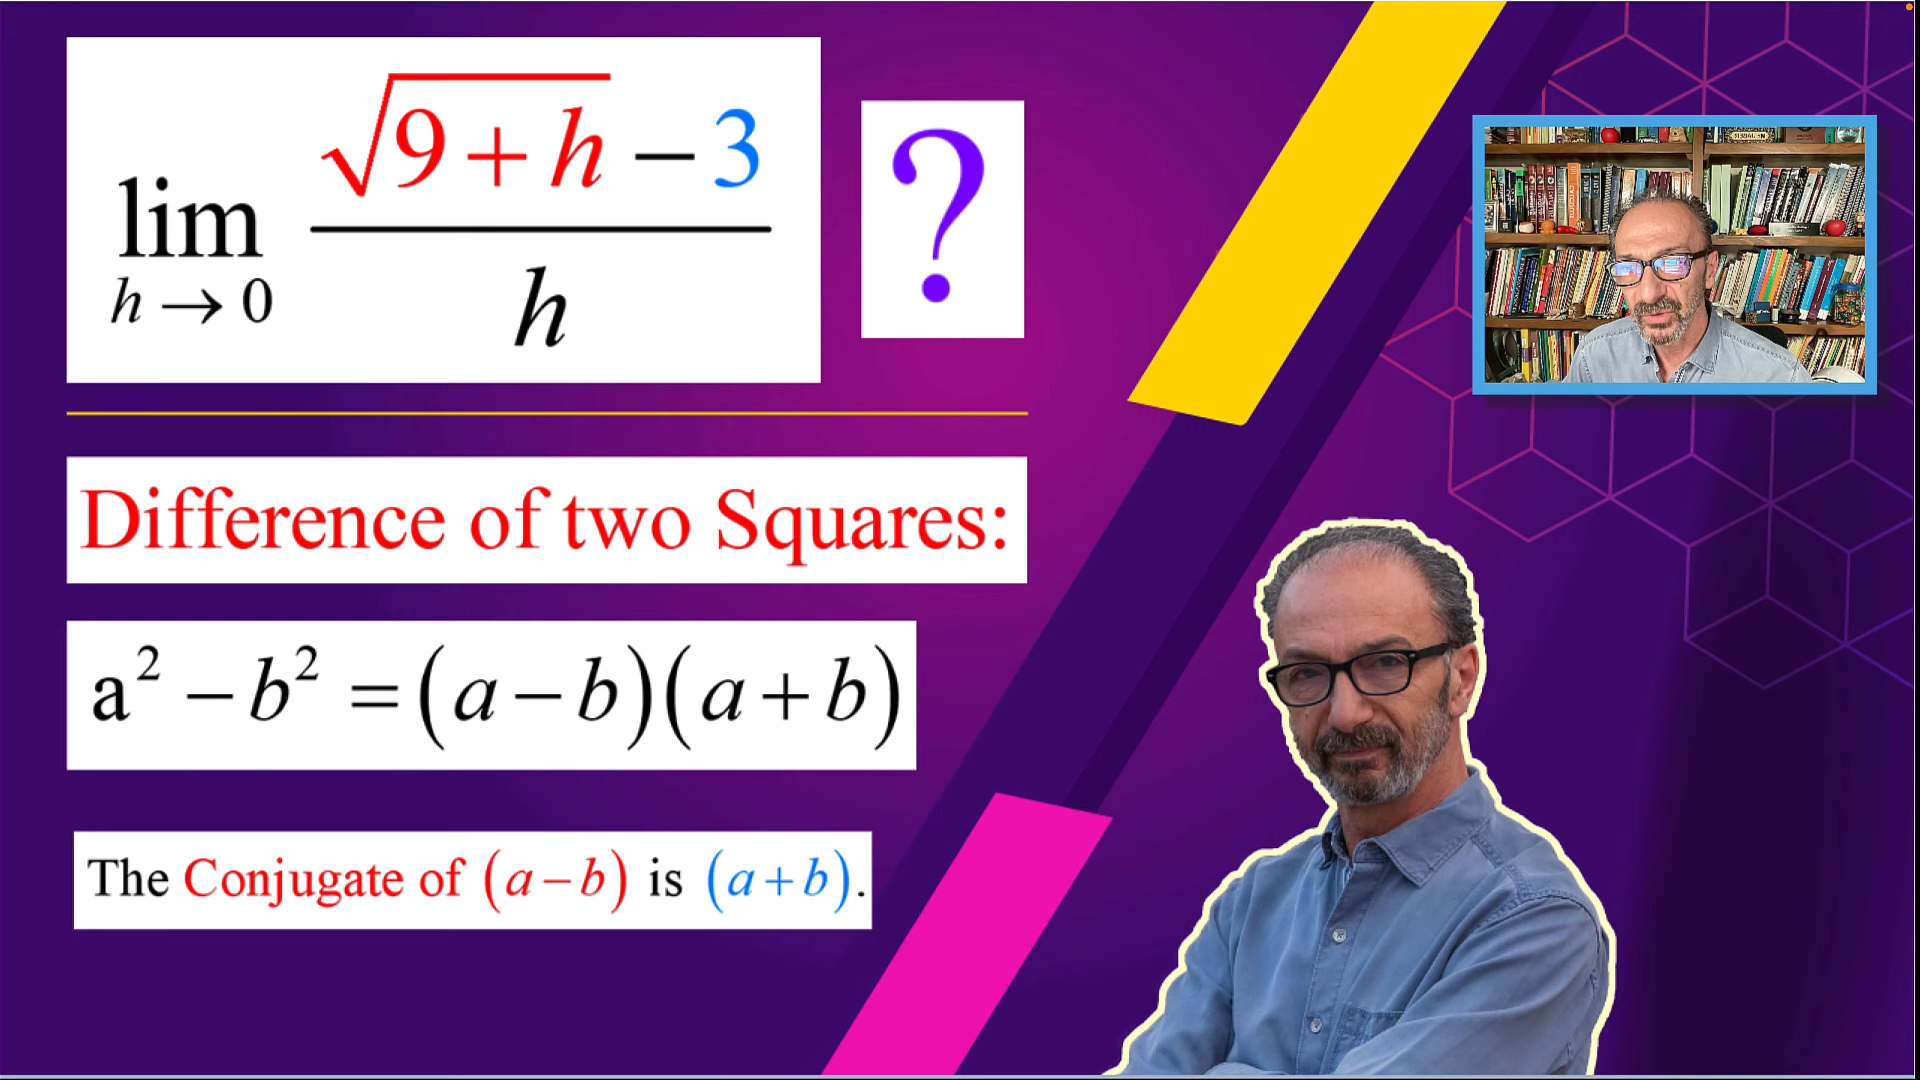 lim h → 0 √9 + h − 3 / h
?
Difference of two Squares:
a² − b² = (a − b)(a + b)
The Conjugate of (a − b) is (a + b).